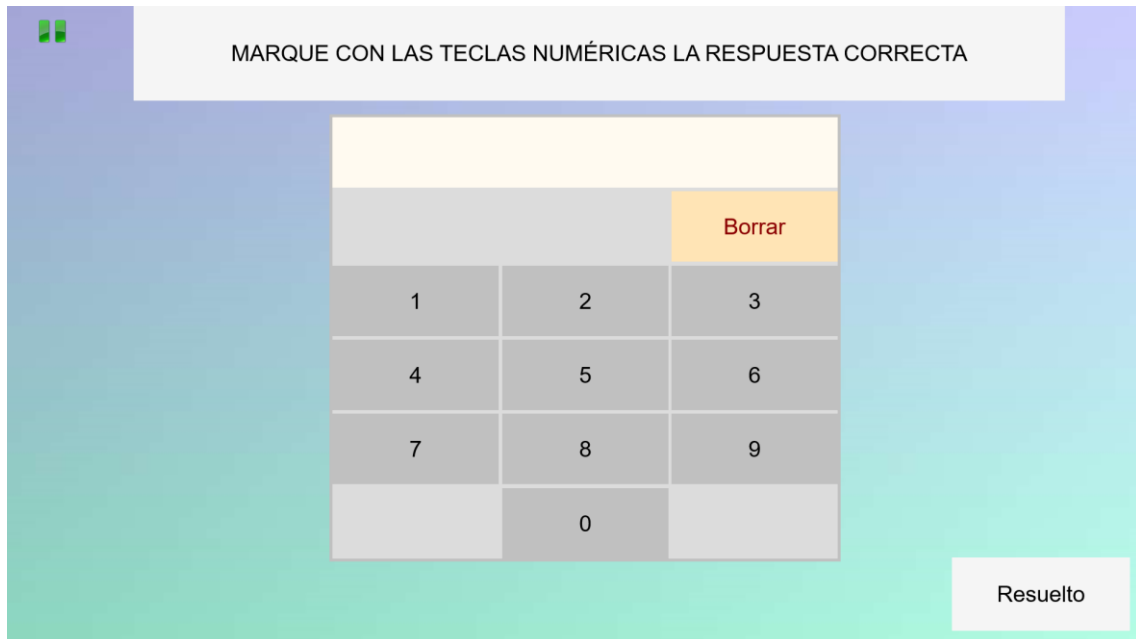 MARQUE CON LAS TECLAS NUMÉRICAS LA RESPUESTA CORRECTA
Borrar
1 2 3
4 5 6
7 8 9
0
Resuelto